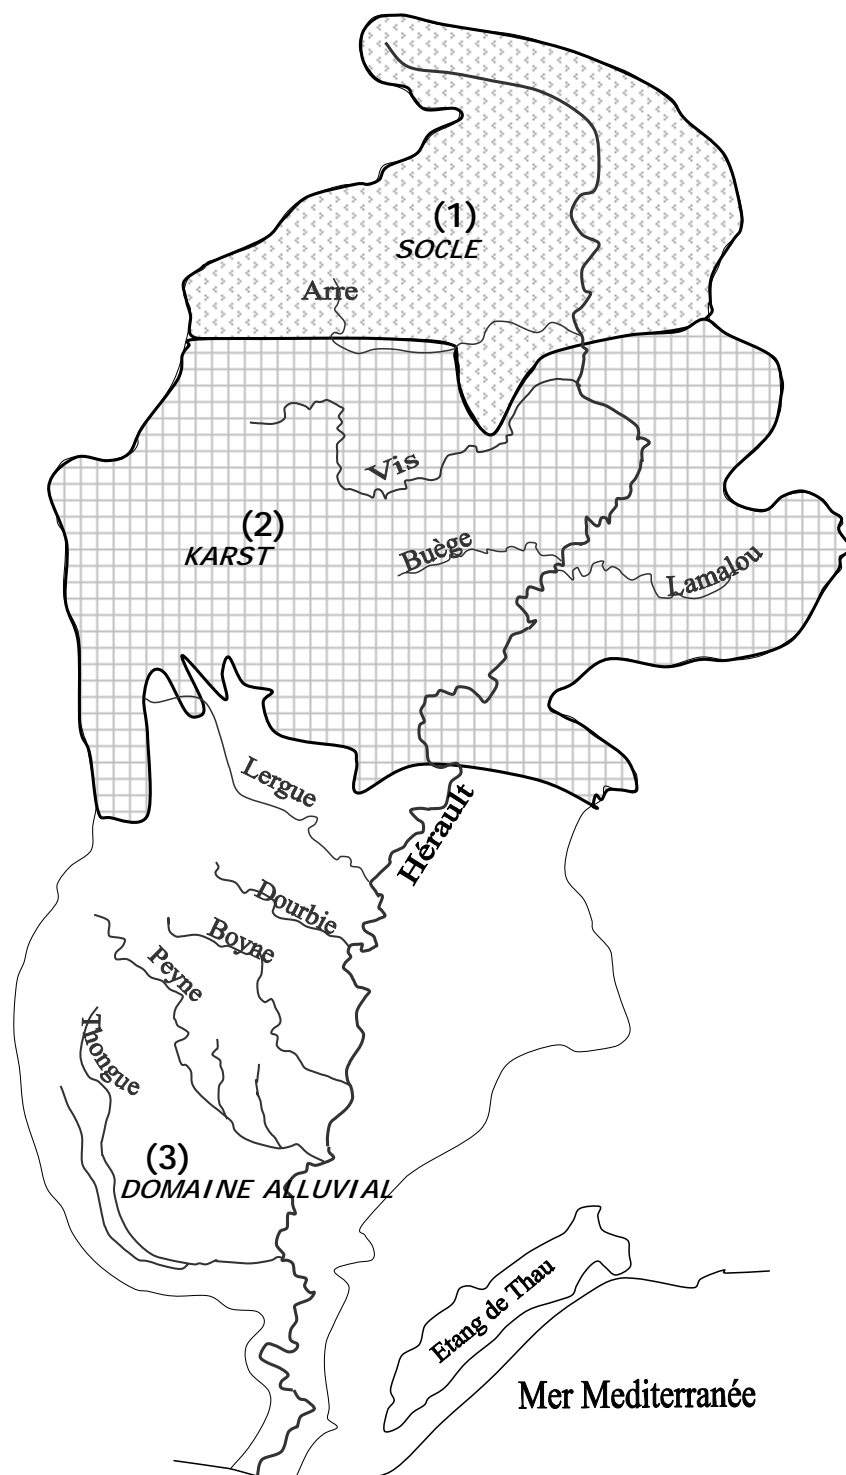 (1)
SOCLE
Arre
Vis
(2)
KARST
Buège
Lamalou
Lergue
Hérault
Dourbie
Boyne
Peyne
Thongue
(3)
DOMAINE ALLUVIAL
Etang de Thau
Mer Mediterranée